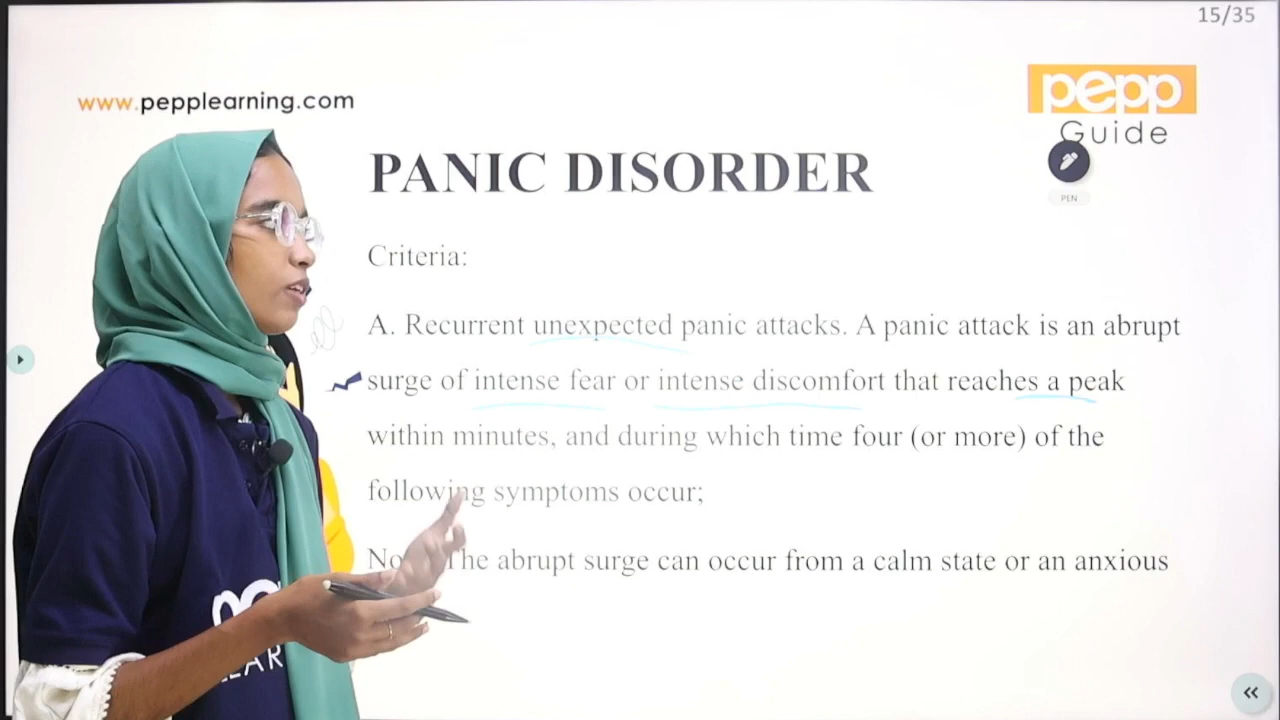 15/35
www.pepplearning.com
pepp
Guide
PEN
PANIC DISORDER
Criteria:
A. Recurrent unexpected panic attacks. A panic attack is an abrupt
surge of intense fear or intense discomfort that reaches a peak
within minutes, and during which time four (or more) of the
following symptoms occur;
The abrupt surge can occur from a calm state or an anxious